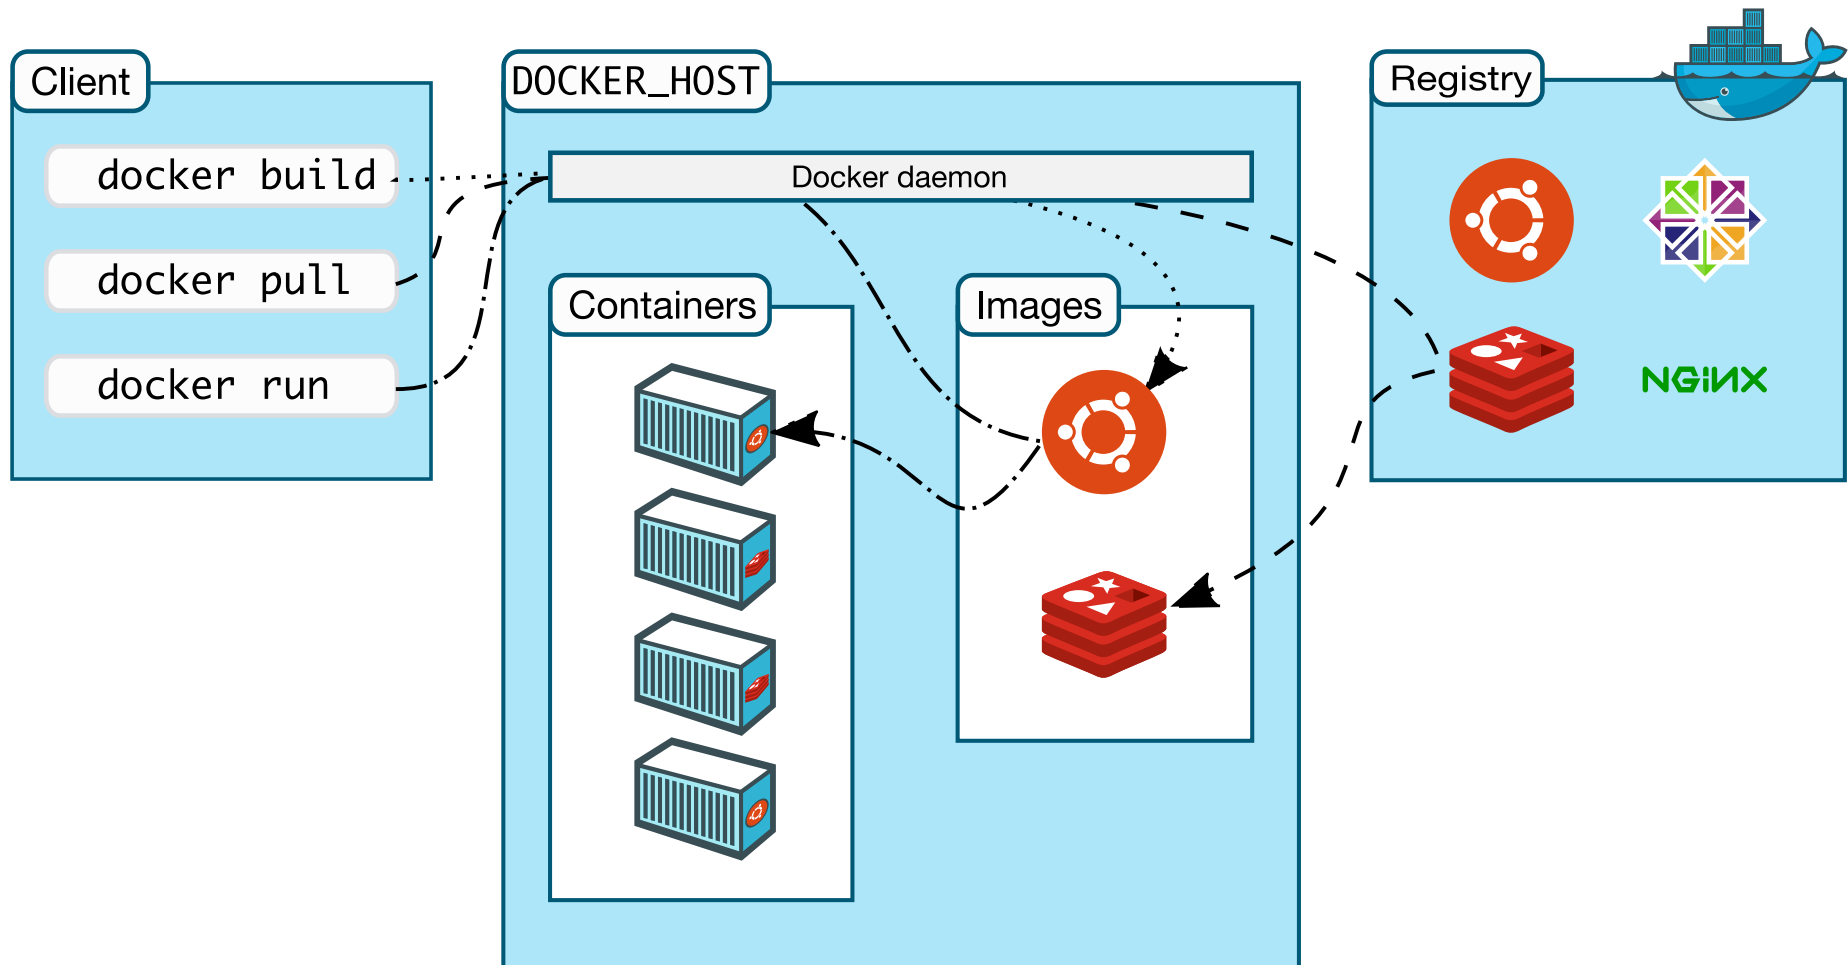 Client
docker build
docker pull
docker run
DOCKER_HOST
Docker daemon
Containers
Images
Registry
NGiNX